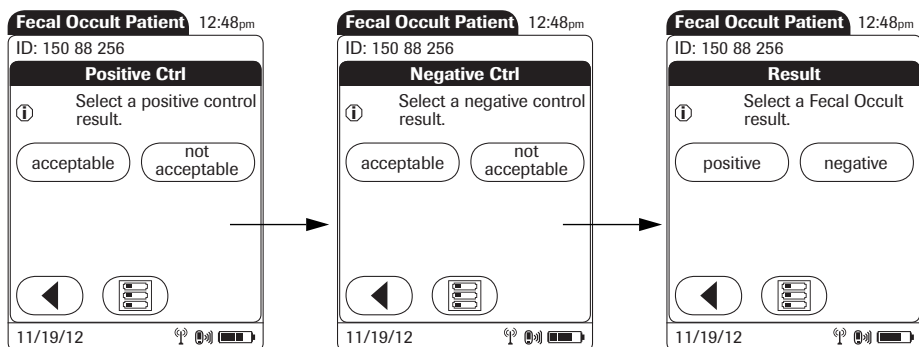 Fecal Occult Patient 12:48pm
ID: 150 88 256
Positive Ctrl
Select a positive control
result.
acceptable
not
acceptable
11/19/12
Fecal Occult Patient 12:48pm
ID: 150 88 256
Negative Ctrl
Select a negative control
result.
acceptable
not
acceptable
11/19/12
Fecal Occult Patient 12:48pm
ID: 150 88 256
Result
Select a Fecal Occult
result.
positive
negative
11/19/12